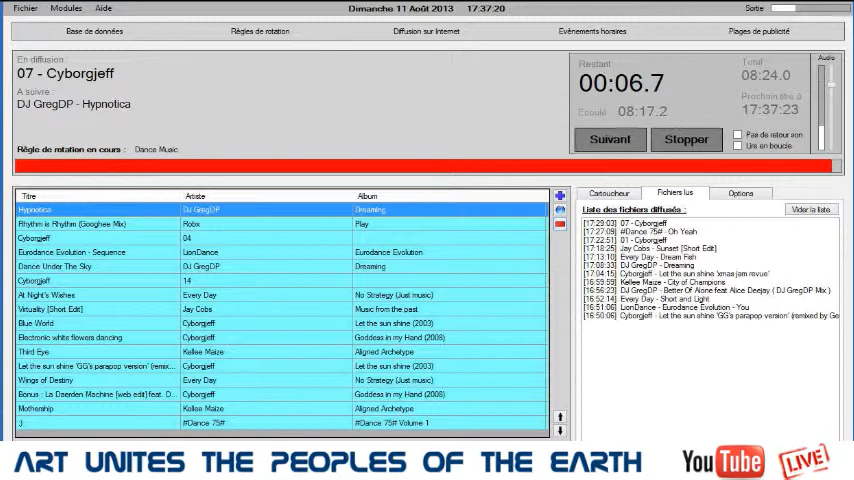 Fichier Modules Aide Dimanche 11 Août 2013 17:37:20 Sortie
Base de données Règles de rotation Diffusion sur Internet Evènements horaires Plages de publicité
En diffusion :
07 - Cyborgjeff
A suivre :
DJ GregDP - Hypnotica
Règle de rotation en cours : Dance Music
Restant
00:06.7
Ecoulé 08:17.2
Total :
08:24.0
Prochain titre à
17:37:23
Audio
Suivant Stopper
Pas de retour son
Lire en boucle
Titre Artiste Album
Hypnotica DJ GregDP Dreaming
Rhythm is Rhythm (Googhee Mix) Robx Play
Cyborgjeff 04
Eurodance Evolution - Sequence LionDance Eurodance Evolution
Dance Under The Sky DJ GregDP Dreaming
Cyborgjeff 14
At Night's Wishes Every Day No Strategy (Just music)
Virtuality [Short Edit] Jay Cobs Music from the past
Blue World Cyborgjeff Let the sun shine (2003)
Electronic white flowers dancing Cyborgjeff Goddess in my Hand (2008)
Third Eye Kellee Maize Aligned Archetype
Let the sun shine 'GG's parapop version' (remix... Cyborgjeff Let the sun shine (2003)
Wings of Destiny Every Day No Strategy (Just music)
Bonus : La Daerden Machine [web edit] feat. D... Cyborgjeff Goddess in my Hand (2008)
Mothership Kellee Maize Aligned Archetype
;) #Dance 75# #Dance 75# Volume 1
Cartoucheur Fichiers lus Options
Liste des fichiers diffusés : Vider la liste
[17:29:03] 07 - Cyborgjeff
[17:27:09] #Dance 75# - Oh Yeah
[17:22:51] 01 - Cyborgjeff
[17:18:25] Jay Cobs - Sunset [Short Edit]
[17:13:10] Every Day - Dream Fish
[17:08:33] DJ GregDP - Dreaming
[17:04:15] Cyborgjeff - Let the sun shine 'xmas jam revue'
[16:59:59] Kellee Maize - City of Champions
[16:56:23] DJ GregDP - Better Of Alone feat Alice Deejay ( DJ GregDP Mix )
[16:52:14] Every Day - Short and Light
[16:51:06] LionDance - Eurodance Evolution - You
[16:50:06] Cyborgjeff - Let the sun shine 'GG's parapop version' (remixed by Ge
ART UNITES THE PEOPLES OF THE EARTH YouTube LIVE